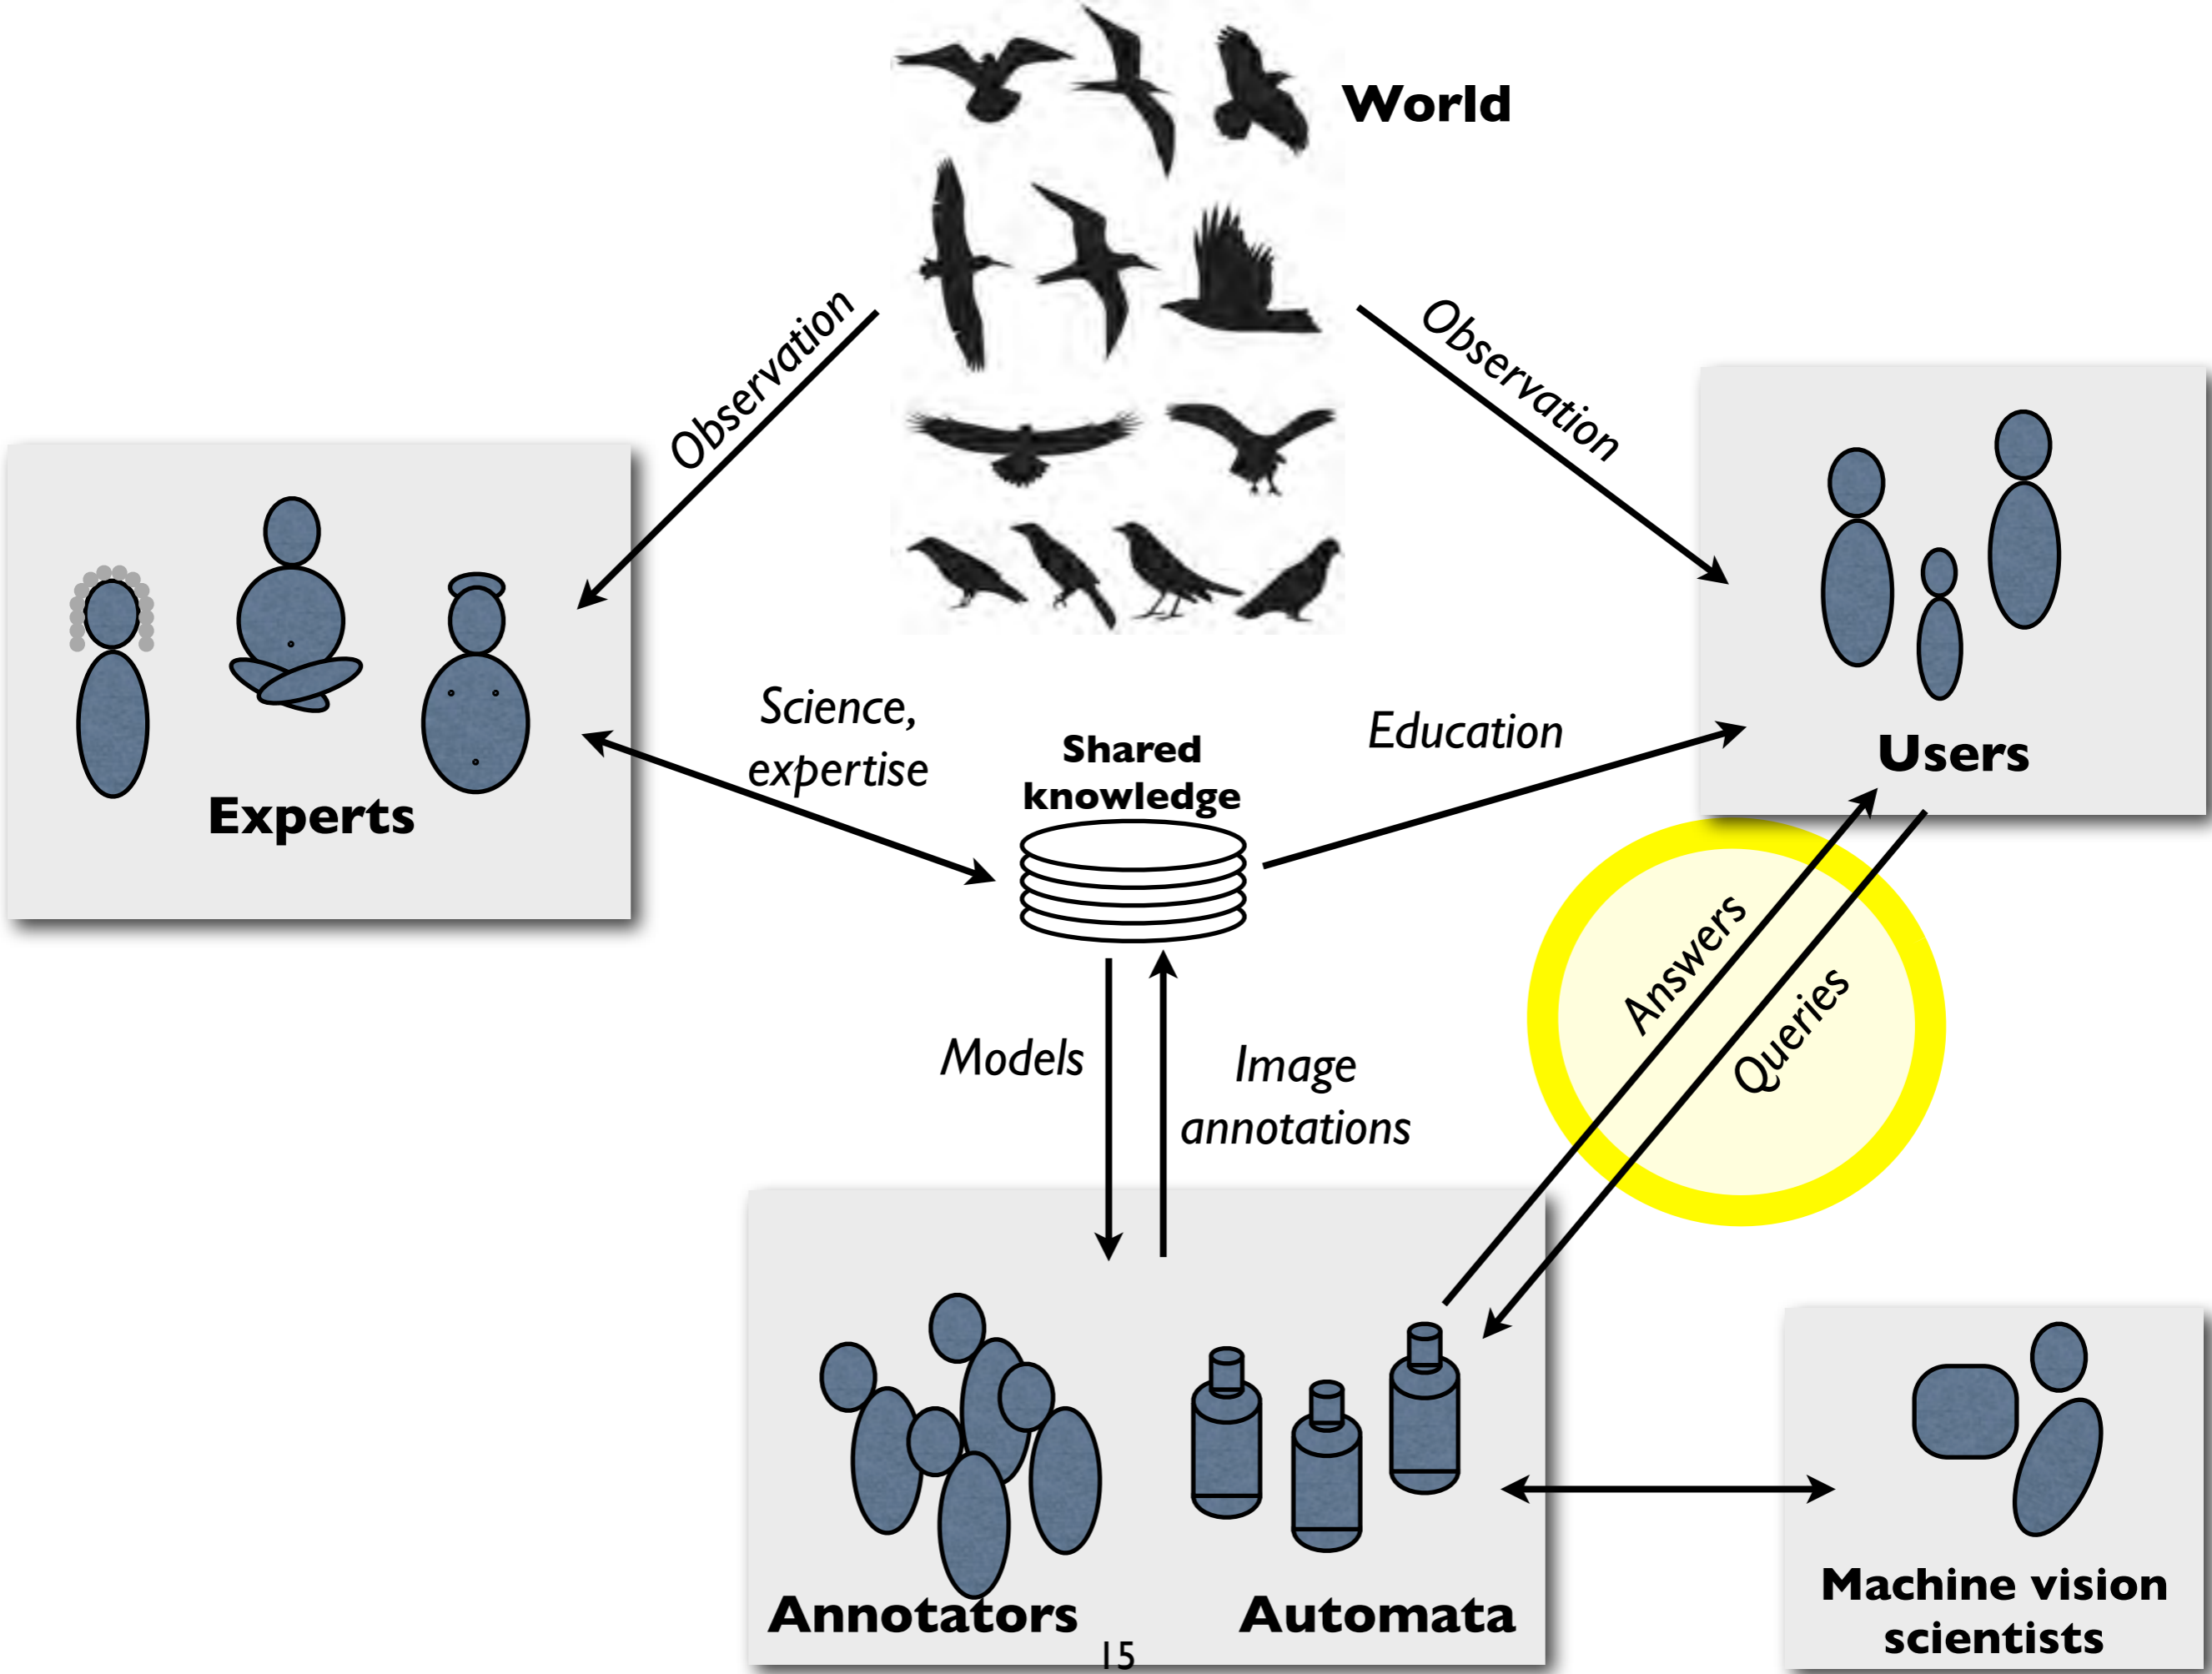 World
Observation
Observation
Science,
expertise
Shared
knowledge
Education
Users
Experts
Answers
Queries
Models
Image
annotations
Annotators
Automata
Machine vision
scientists
15